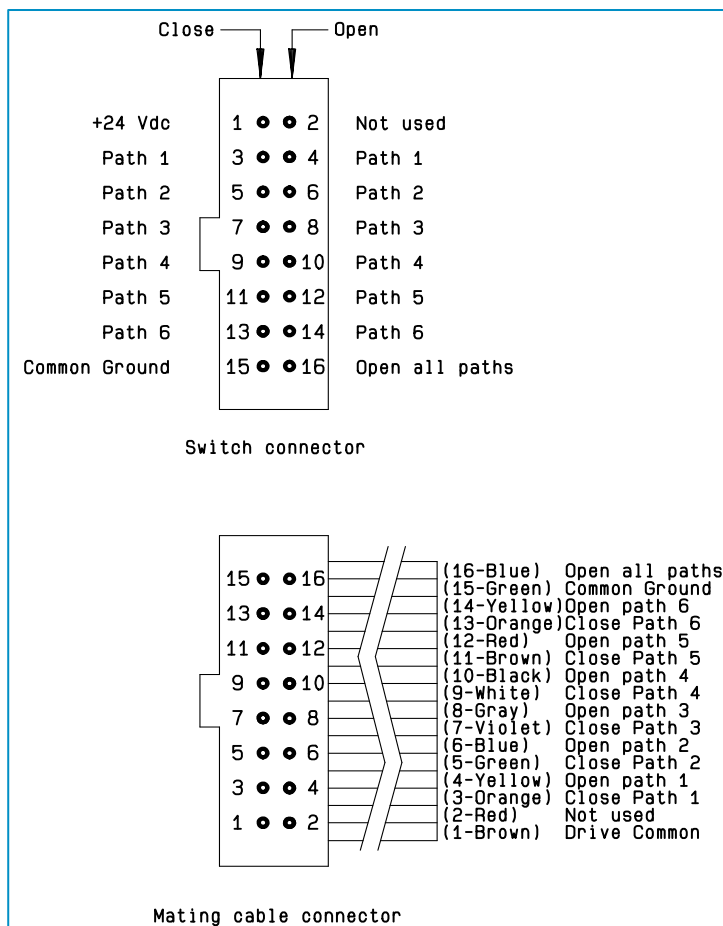 Close Open
+24 Vdc 1 2 Not used
Path 1 3 4 Path 1
Path 2 5 6 Path 2
Path 3 7 8 Path 3
Path 4 9 10 Path 4
Path 5 11 12 Path 5
Path 6 13 14 Path 6
Common Ground 15 16 Open all paths
Switch connector
15 16
13 14
11 12
9 10
7 8
5 6
3 4
1 2
(16-Blue) Open all paths
(15-Green) Common Ground
(14-Yellow) Open path 6
(13-Orange) Close Path 6
(12-Red) Open path 5
(11-Brown) Close Path 5
(10-Black) Open path 4
(9-White) Close Path 4
(8-Gray) Open path 3
(7-Violet) Close Path 3
(6-Blue) Open path 2
(5-Green) Close Path 2
(4-Yellow) Open path 1
(3-Orange) Close Path 1
(2-Red) Not used
(1-Brown) Drive Common
Mating cable connector